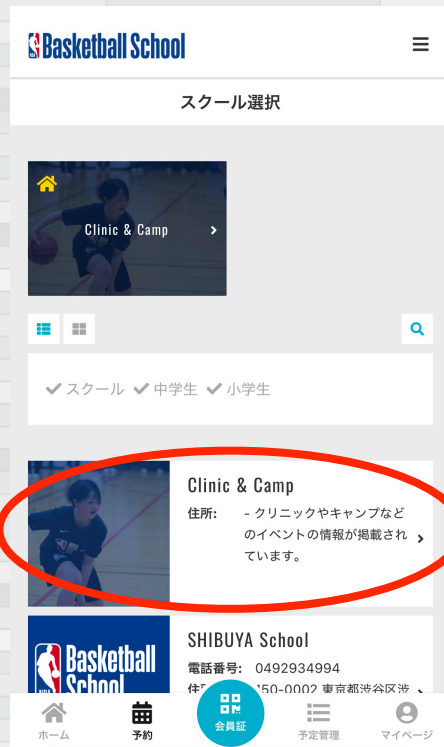 NBA Basketball School
スクール選択
Clinic & Camp
スクール 中学生 小学生
Clinic & Camp
住所: - クリニックやキャンプなど
のイベントの情報が掲載され
ています。
Basketball
School
NBA
SHIBUYA School
電話番号: 0492934994
50-0002 東京都渋谷区渋
ホーム
予約
会員証
予定管理
マイページ